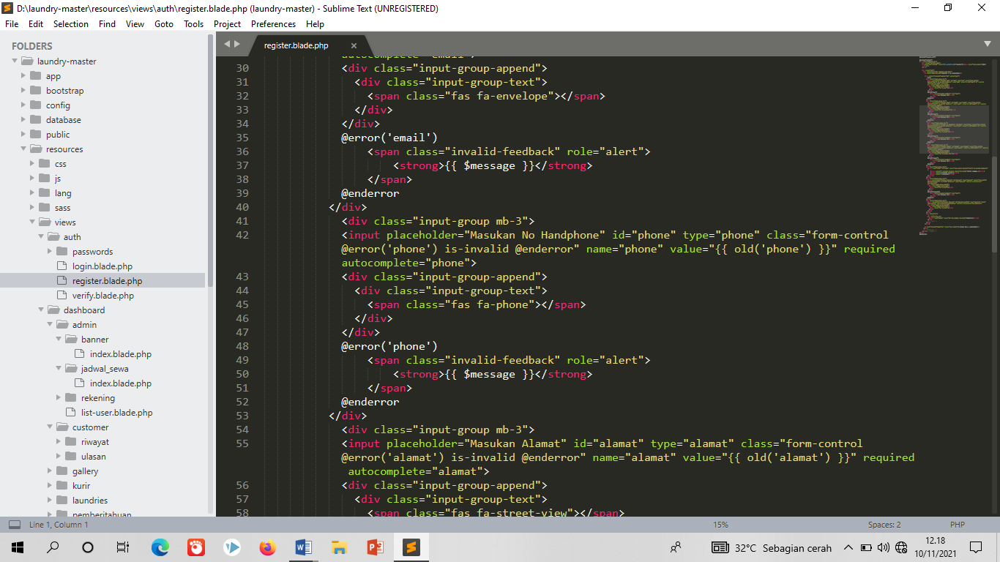 D:\laundry-master\resources\views\auth\register.blade.php (laundry-master) - Sublime Text (UNREGISTERED)
File Edit Selection Find View Goto Tools Project Preferences Help
FOLDERS
laundry-master
app
bootstrap
config
database
public
resources
css
js
lang
sass
views
auth
passwords
login.blade.php
register.blade.php
verify.blade.php
dashboard
admin
banner
index.blade.php
jadwal_sewa
index.blade.php
rekening
list-user.blade.php
customer
riwayat
ulasan
gallery
kurir
laundries
pemberitahuan
register.blade.php
autocomplete="email">
30 <div class="input-group-append">
31 <div class="input-group-text">
32 <span class="fas fa-envelope"></span>
33 </div>
34 </div>
35 @error('email')
36 <span class="invalid-feedback" role="alert">
37 <strong>{{ $message }}</strong>
38 </span>
39 @enderror
40 </div>
41 <div class="input-group mb-3">
42 <input placeholder="Masukan No Handphone" id="phone" type="phone" class="form-control
@error('phone') is-invalid @enderror" name="phone" value="{{ old('phone') }}" required
autocomplete="phone">
43 <div class="input-group-append">
44 <div class="input-group-text">
45 <span class="fas fa-phone"></span>
46 </div>
47 </div>
48 @error('phone')
49 <span class="invalid-feedback" role="alert">
50 <strong>{{ $message }}</strong>
51 </span>
52 @enderror
53 </div>
54 <div class="input-group mb-3">
55 <input placeholder="Masukan Alamat" id="alamat" type="alamat" class="form-control
@error('alamat') is-invalid @enderror" name="alamat" value="{{ old('alamat') }}" required
autocomplete="alamat">
56 <div class="input-group-append">
57 <div class="input-group-text">
58 <span class="fas fa-street-view"></span>
Line 1, Column 1
15%
Spaces: 2
PHP
32°C Sebagian cerah
12.18
10/11/2021